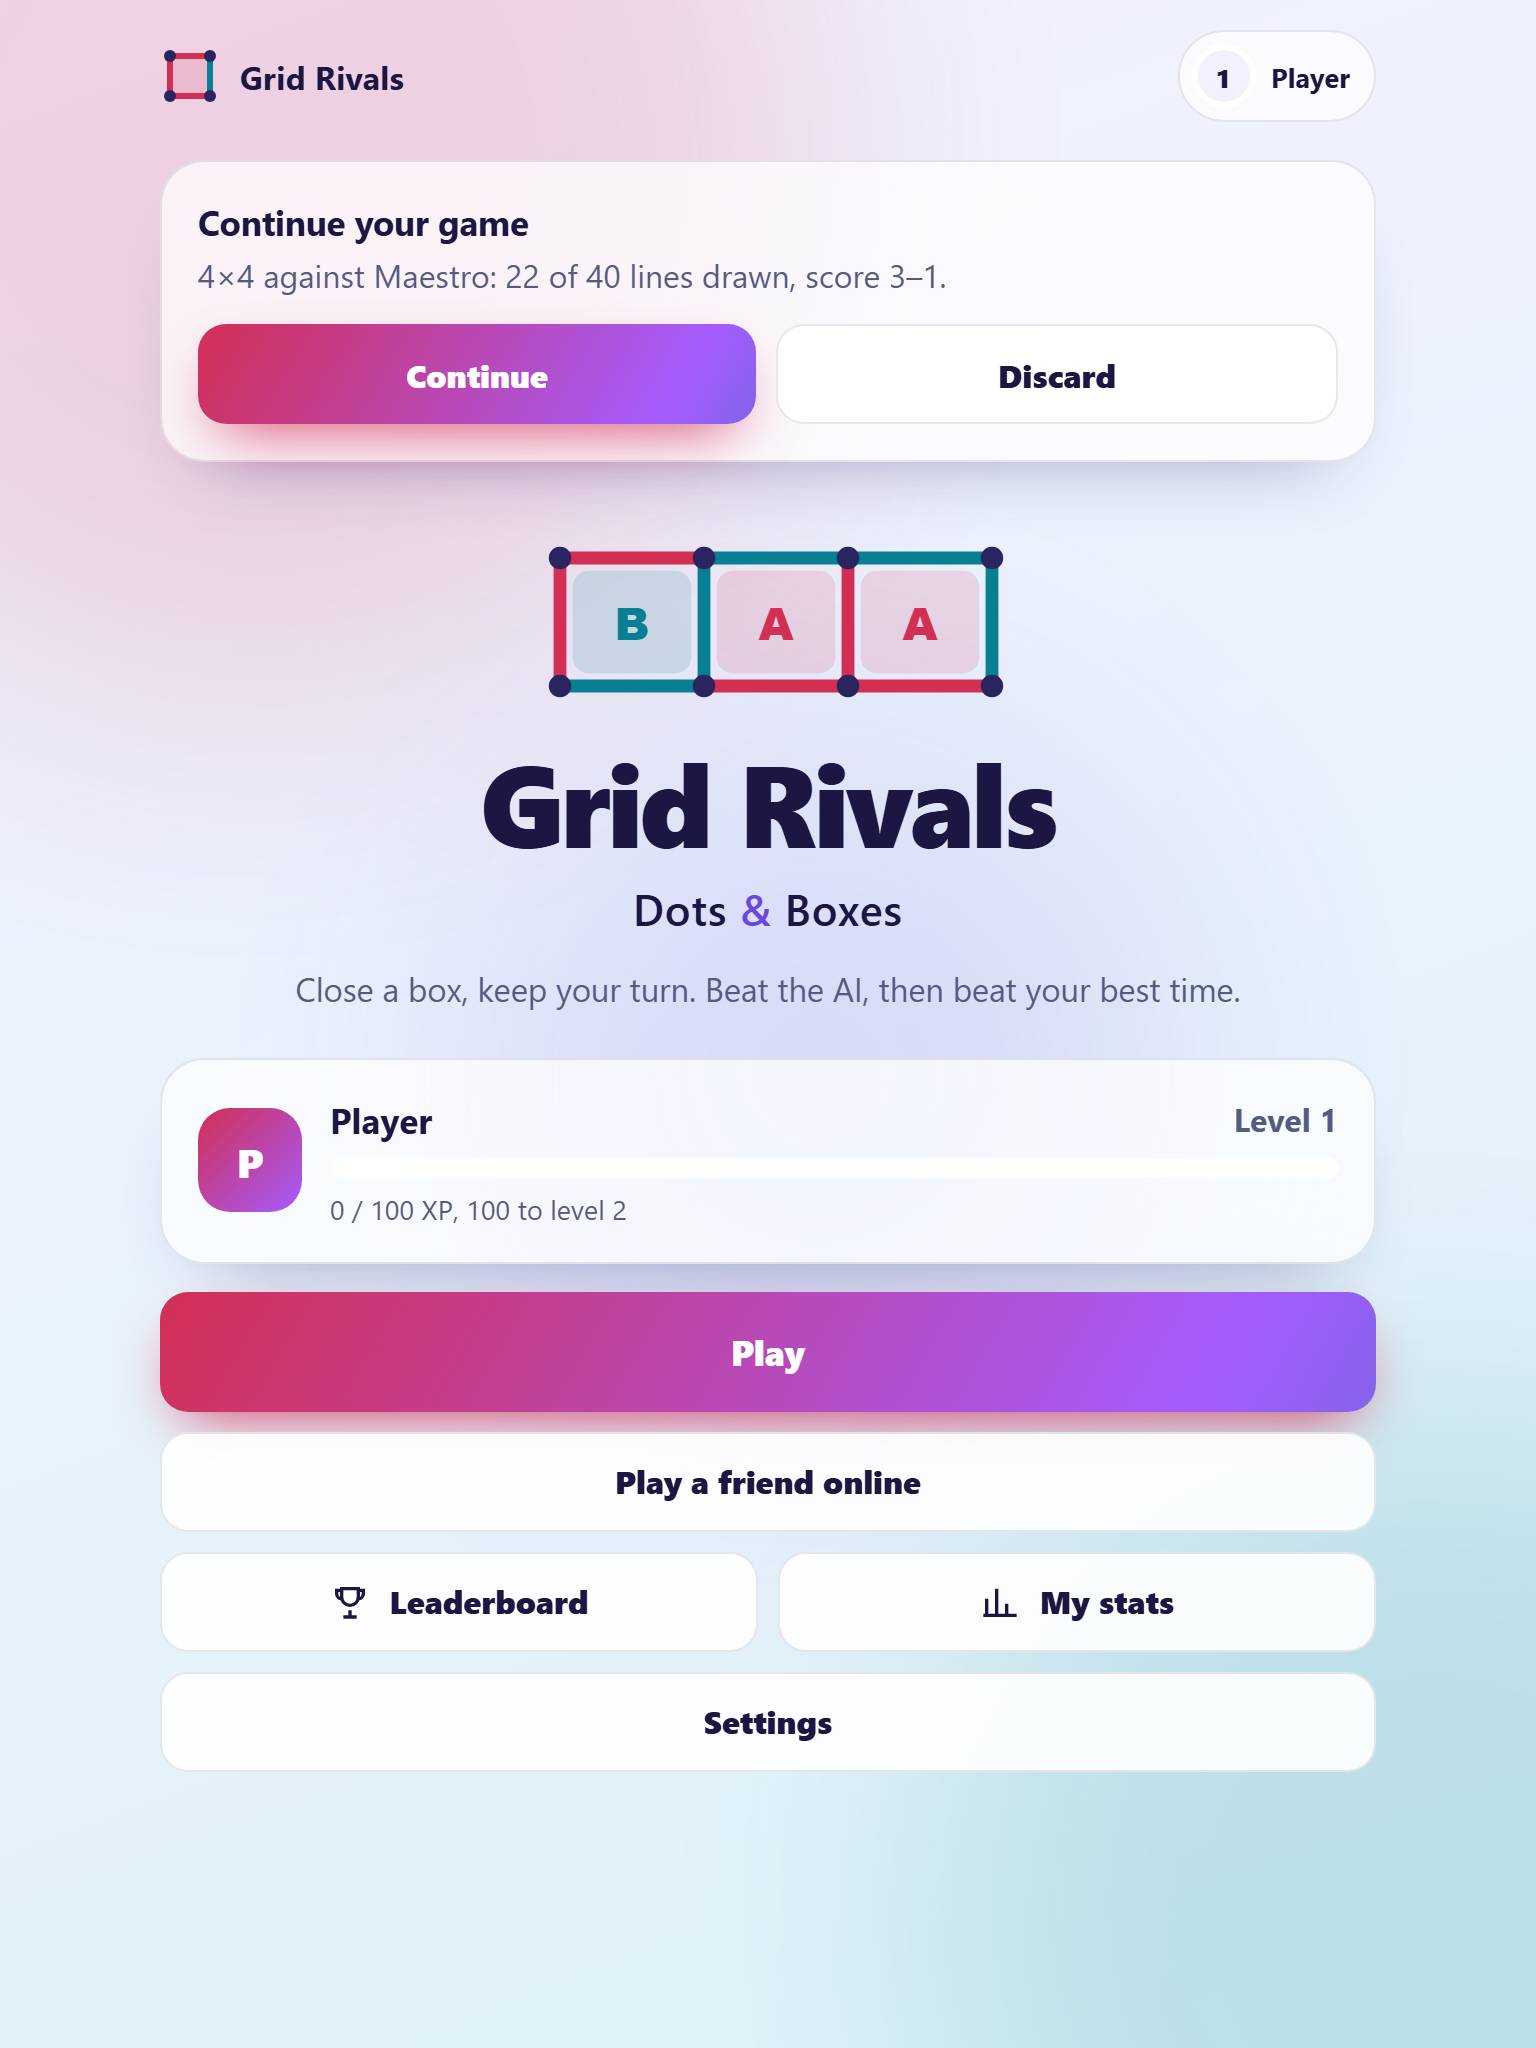 Grid Rivals
1 Player
Continue your game
4×4 against Maestro: 22 of 40 lines drawn, score 3–1.
Continue
Discard
B A A
Grid Rivals
Dots & Boxes
Close a box, keep your turn. Beat the AI, then beat your best time.
P
Player
Level 1
0 / 100 XP, 100 to level 2
Play
Play a friend online
Leaderboard
My stats
Settings